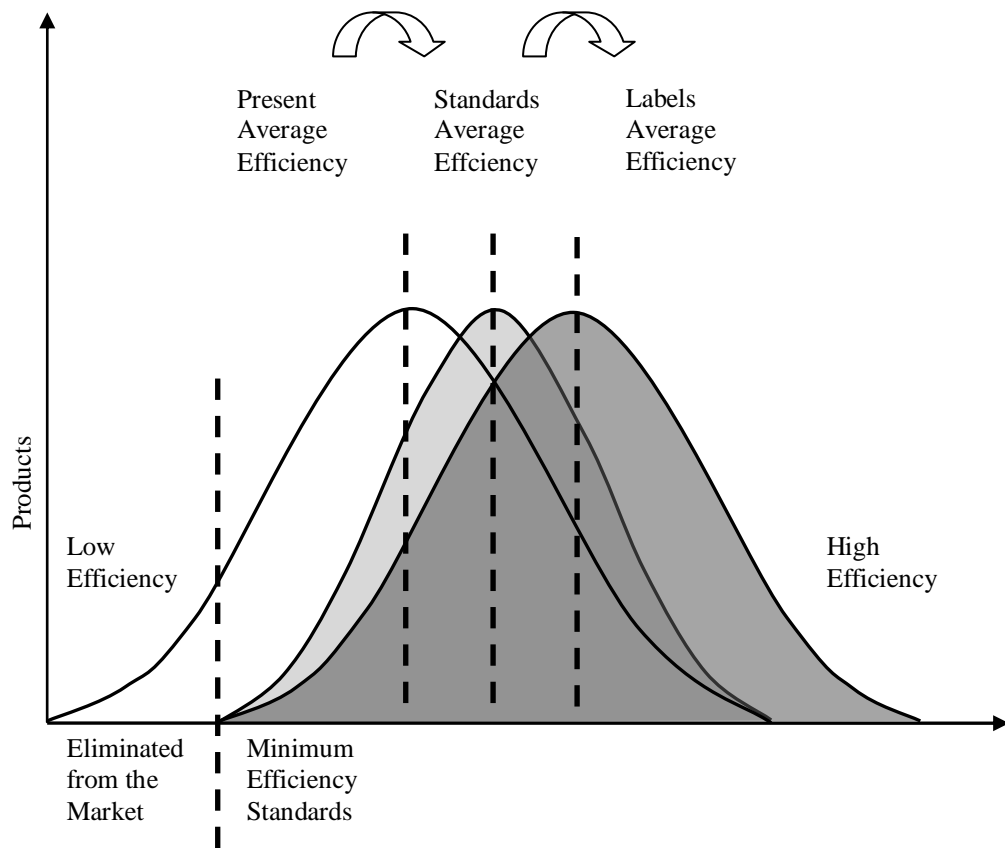 Present
Average
Efficiency
Standards
Average
Effciency
Labels
Average
Efficiency
Products
Low
Efficiency
High
Efficiency
Eliminated
from the
Market
Minimum
Efficiency
Standards